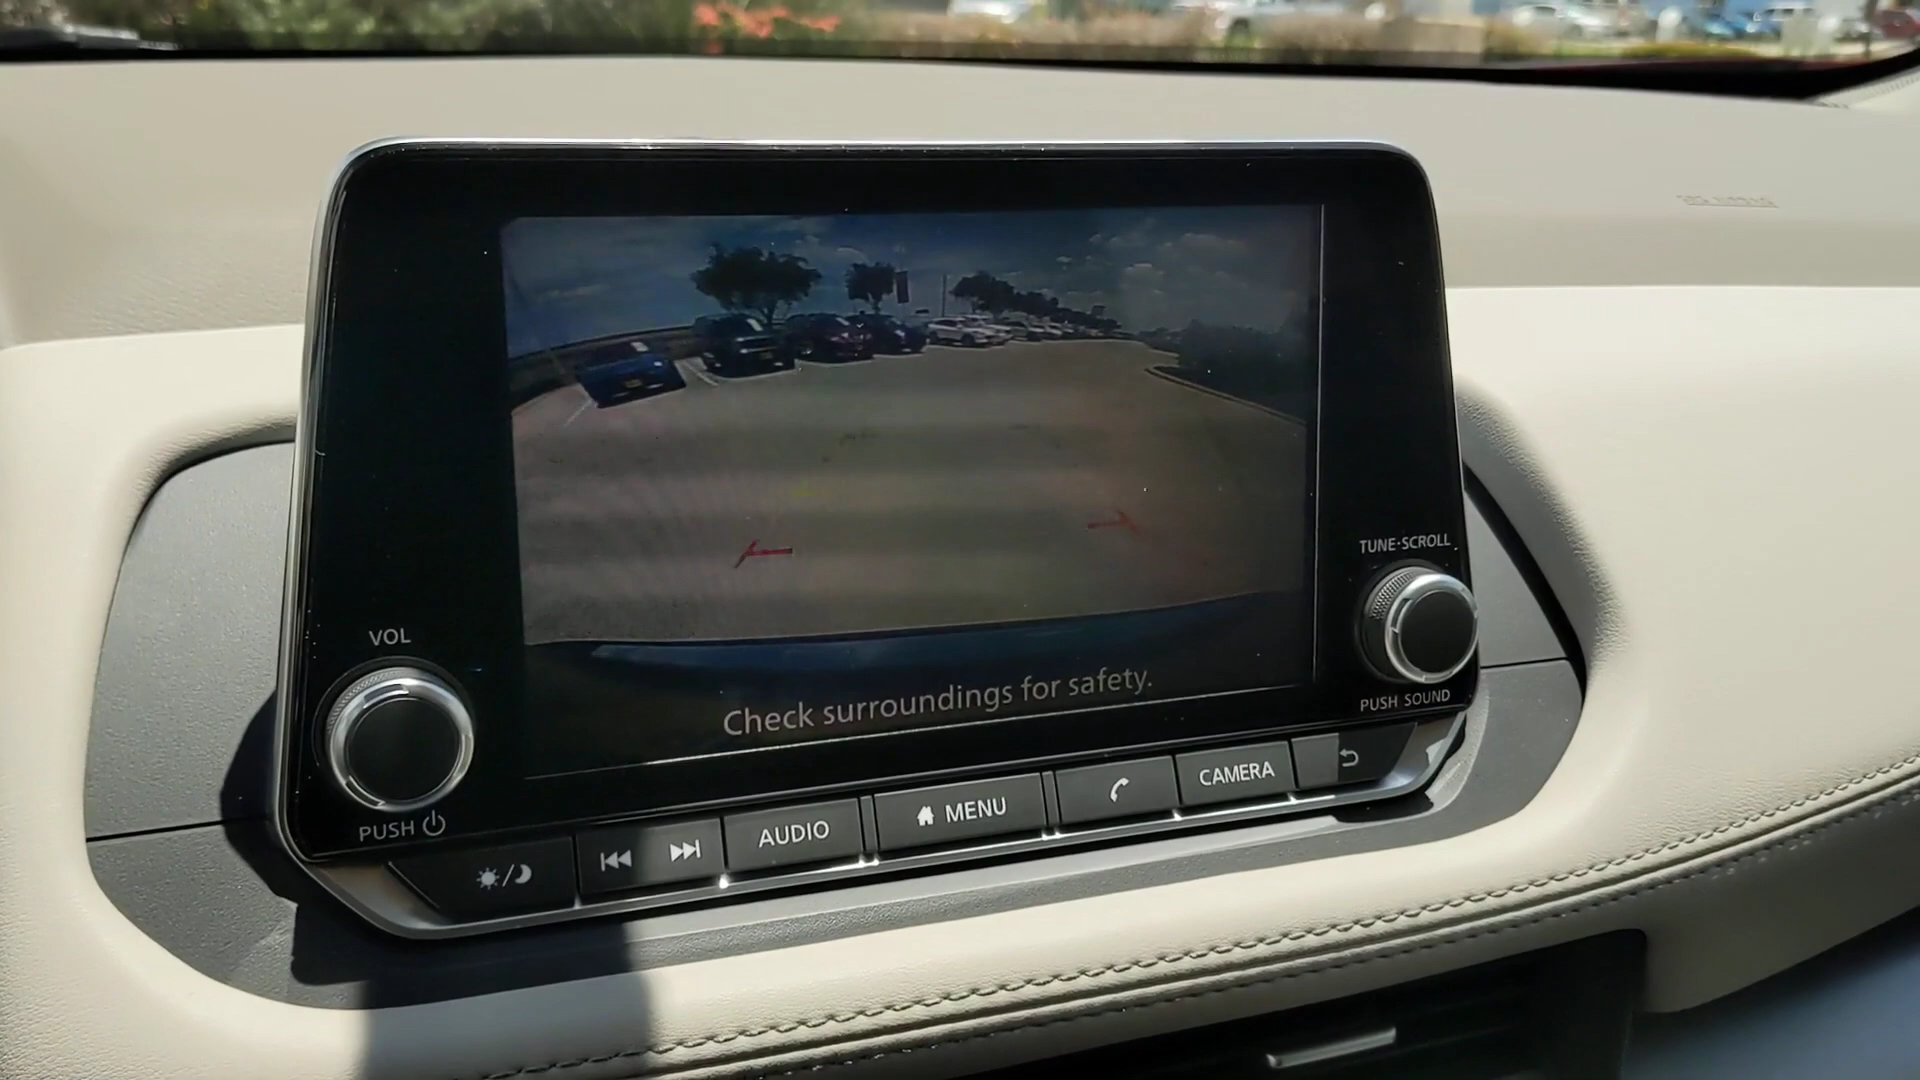 TUNE·SCROLL
VOL
Check surroundings for safety.
PUSH SOUND
PUSH
AUDIO
MENU
CAMERA